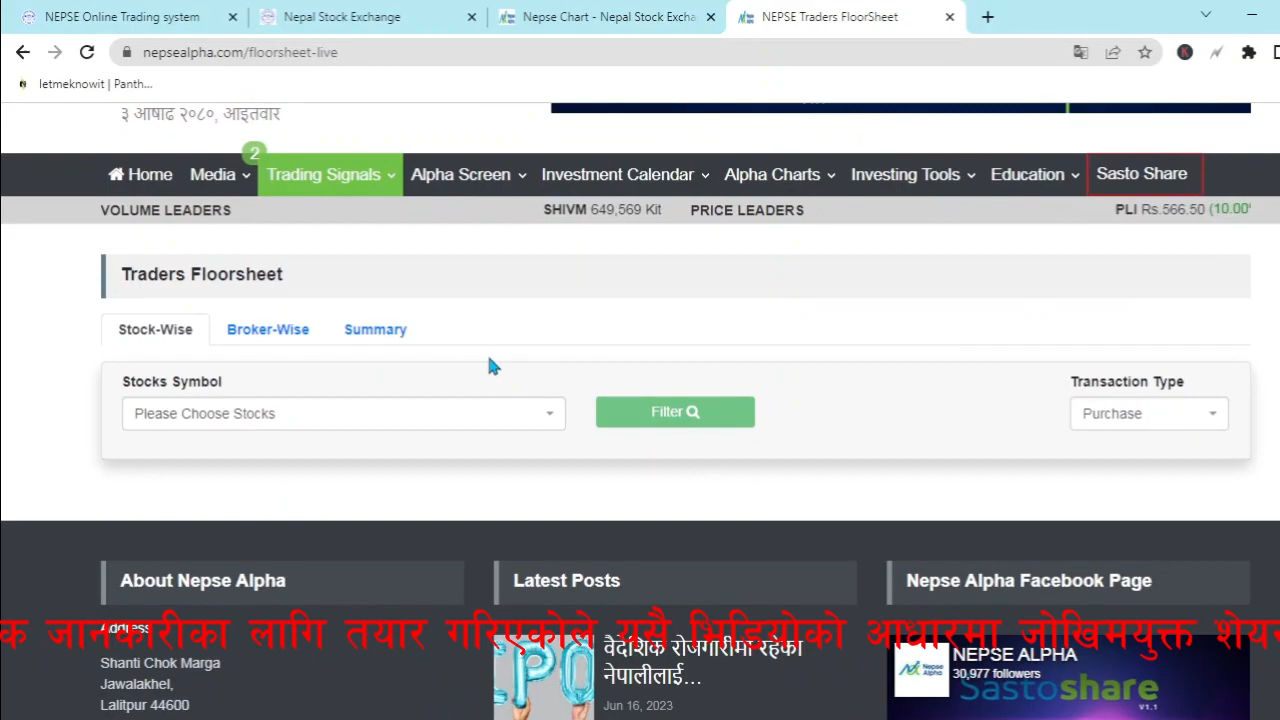 NEPSE Online Trading system
Nepal Stock Exchange
Nepse Chart - Nepal Stock Excha
NEPSE Traders FloorSheet
nepsealpha.com/floorsheet-live
letmeknowit | Panth...
३ आषाढ २०८०, आइतवार
2
Home
Media
Trading Signals
Alpha Screen
Investment Calendar
Alpha Charts
Investing Tools
Education
Sasto Share
VOLUME LEADERS
SHIVM 649,569 Kit
PRICE LEADERS
PLI Rs.566.50 (10.00
Traders Floorsheet
Stock-Wise
Broker-Wise
Summary
Stocks Symbol
Transaction Type
Please Choose Stocks
Filter
Purchase
About Nepse Alpha
Latest Posts
Nepse Alpha Facebook Page
क जानकारीका लागि तयार गरिएकोले यसै भिडियोको आधारमा जोखिमयुक्त शेय
Address
Shanti Chok Marga
Jawalakhel,
Lalitpur 44600
वैदेशिक रोजगारीमा रहेका
नेपालीलाई...
Jun 16, 2023
Nepse
Alpha
NEPSE ALPHA
30,977 followers
Sastoshare
V1.1